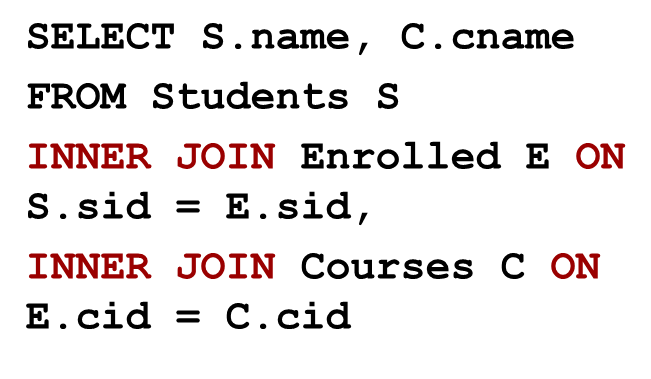 SELECT S.name, C.cname
FROM Students S
INNER JOIN Enrolled E ON
S.sid = E.sid,
INNER JOIN Courses C ON
E.cid = C.cid